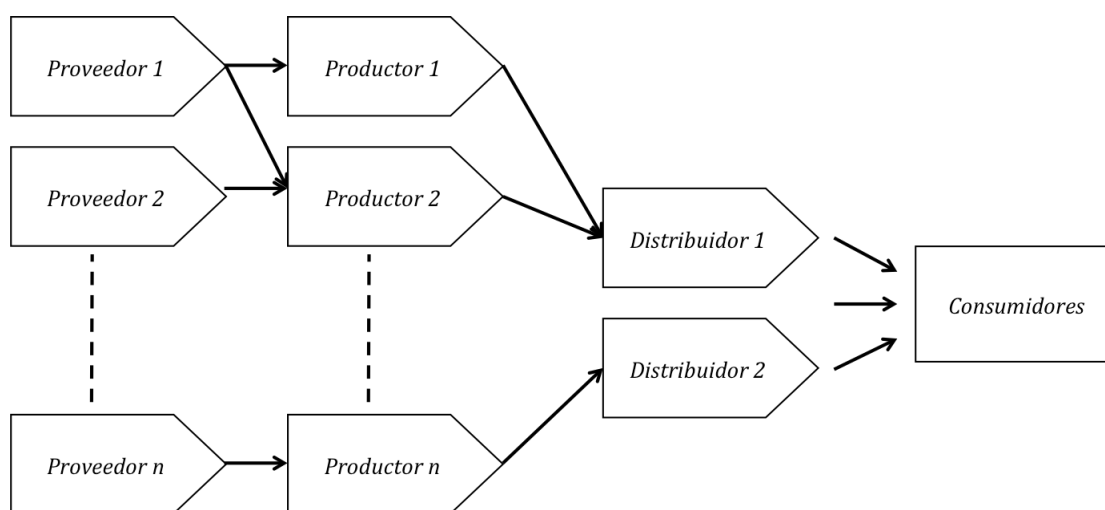 Proveedor 1
Productor 1
Proveedor 2
Productor 2
Distribuidor 1
Consumidores
Distribuidor 2
Proveedor n
Productor n